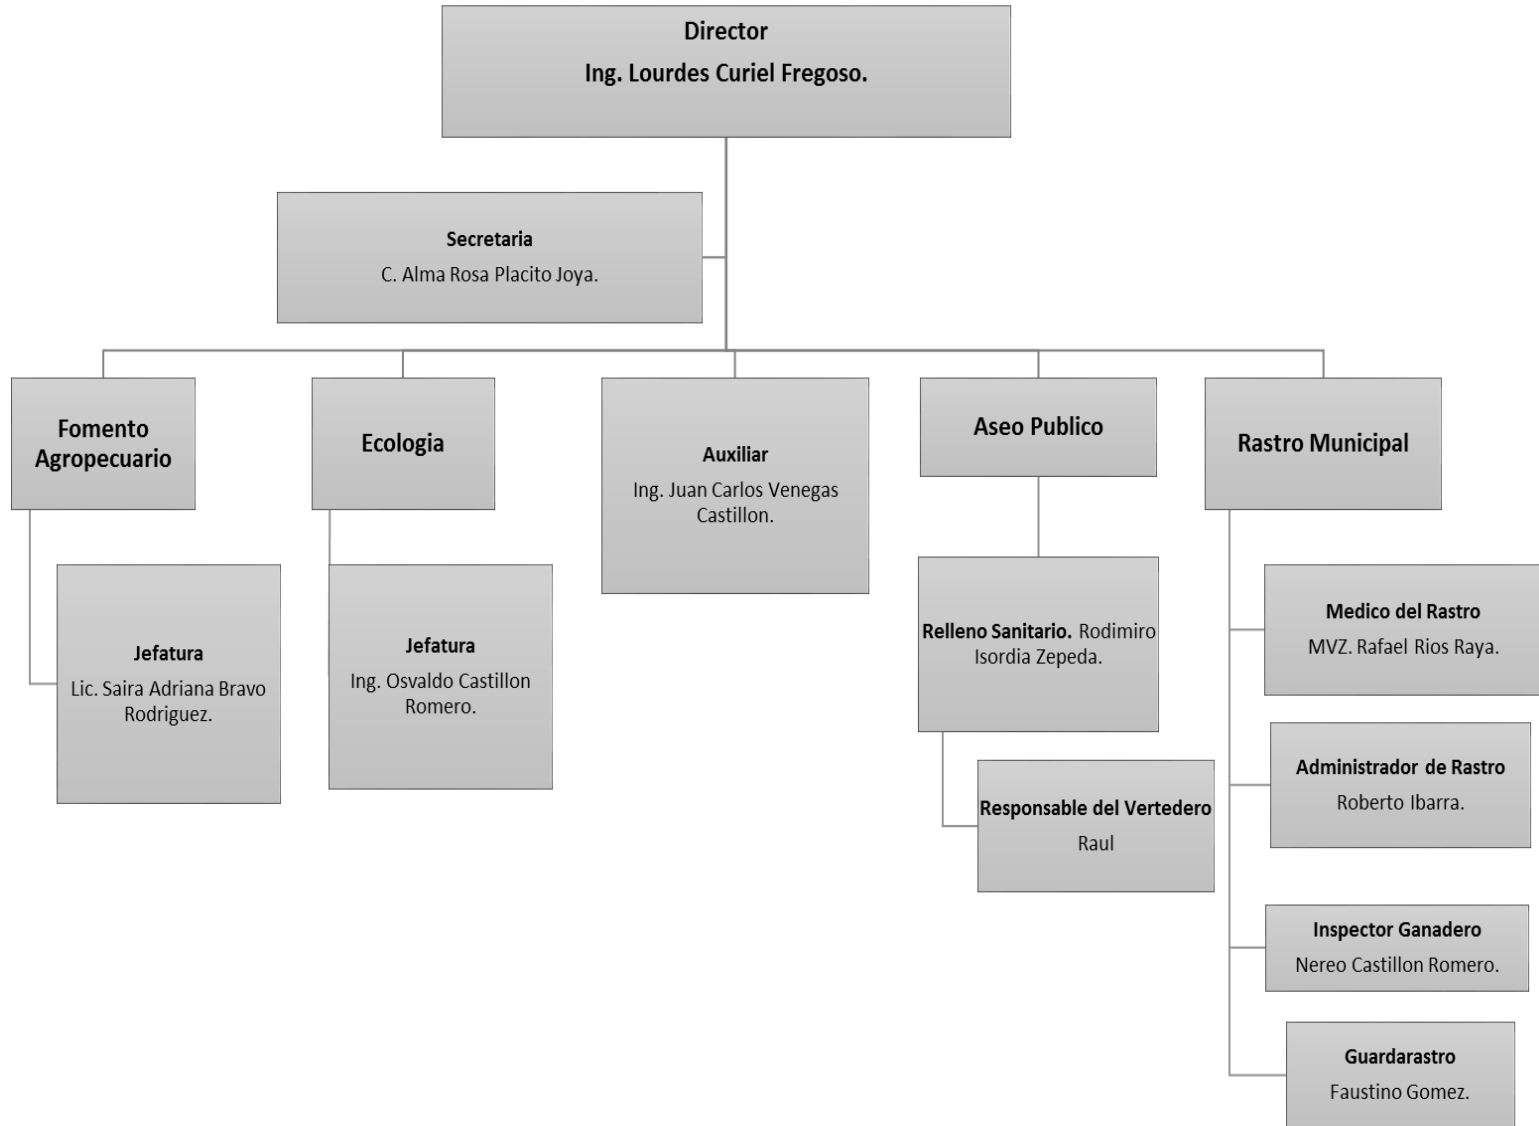 Director
Ing. Lourdes Curiel Fregoso.
Secretaria
C. Alma Rosa Placito Joya.
Fomento
Agropecuario
Ecologia
Auxiliar
Ing. Juan Carlos Venegas
Castillon.
Aseo Publico
Rastro Municipal
Jefatura
Lic. Saira Adriana Bravo
Rodriguez.
Jefatura
Ing. Osvaldo Castillon
Romero.
Relleno Sanitario. Rodimiro
Isordia Zepeda.
Responsable del Vertedero
Raul
Medico del Rastro
MVZ. Rafael Rios Raya.
Administrador de Rastro
Roberto Ibarra.
Inspector Ganadero
Nereo Castillon Romero.
Guardarastro
Faustino Gomez.